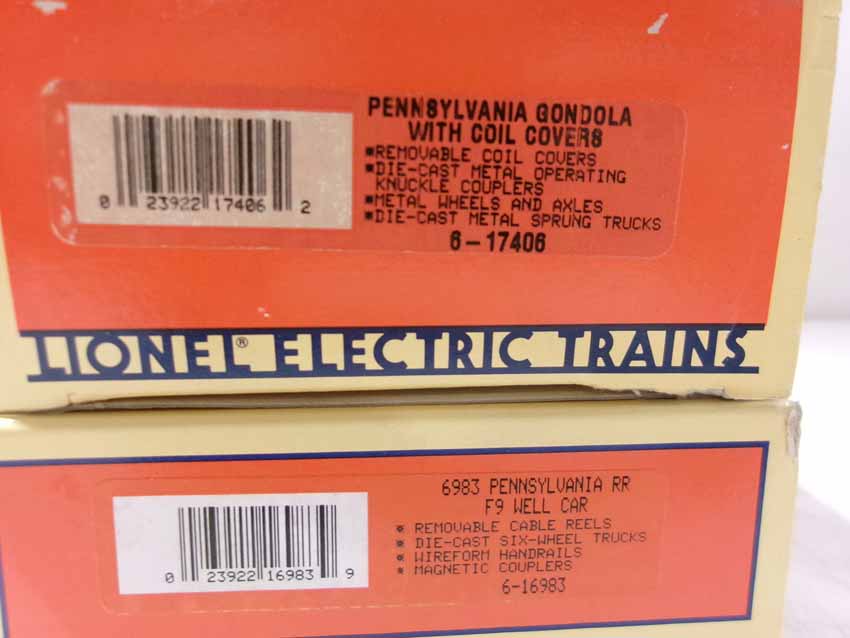 PENNSYLVANIA GONDOLA
WITH COIL COVERS
▪REMOVABLE COIL COVERS
▪DIE-CAST METAL OPERATING
KNUCKLE COUPLERS
▪METAL WHEELS AND AXLES
▪DIE-CAST METAL SPRUNG TRUCKS
6-17406
0 23922 17406 2
LIONEL® ELECTRIC TRAINS
6983 PENNSYLVANIA RR
F9 WELL CAR
* REMOVABLE CABLE REELS
* DIE-CAST SIX-WHEEL TRUCKS
* WIREFORM HANDRAILS
* MAGNETIC COUPLERS
6-16983
0 23922 16983 9